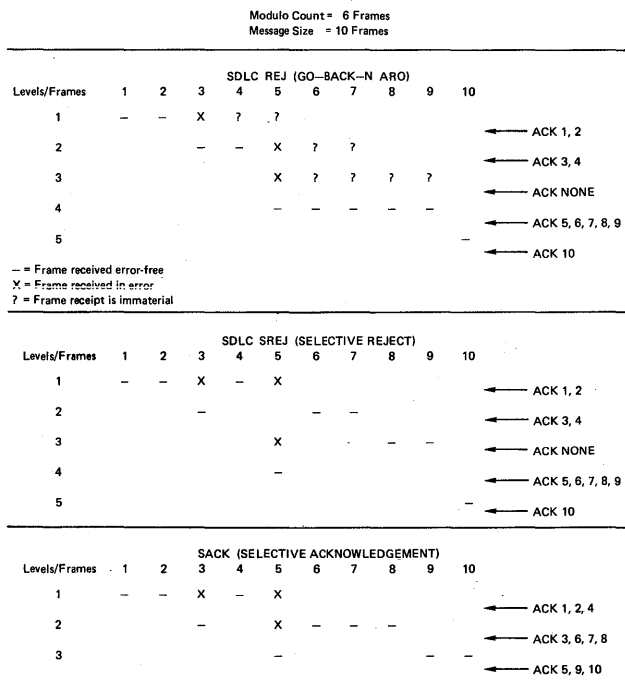 Modulo Count = 6 Frames
Message Size = 10 Frames
SDLC REJ (GO—BACK—N ARO)
Levels/Frames 1 2 3 4 5 6 7 8 9 10
1 — — X ? ?
ACK 1, 2
2 — — X ? ?
ACK 3, 4
3 X ? ? ? ?
ACK NONE
4 — — — — —
ACK 5, 6, 7, 8, 9
5 —
ACK 10
— = Frame received error-free
X = Frame received in error
? = Frame receipt is immaterial
SDLC SREJ (SELECTIVE REJECT)
Levels/Frames 1 2 3 4 5 6 7 8 9 10
1 — — X — X
ACK 1, 2
2 — — —
ACK 3, 4
3 X — —
ACK NONE
4 —
ACK 5, 6, 7, 8, 9
5 —
ACK 10
SACK (SELECTIVE ACKNOWLEDGEMENT)
Levels/Frames 1 2 3 4 5 6 7 8 9 10
1 — — X — X
ACK 1, 2, 4
2 — X — — —
ACK 3, 6, 7, 8
3 — — —
ACK 5, 9, 10